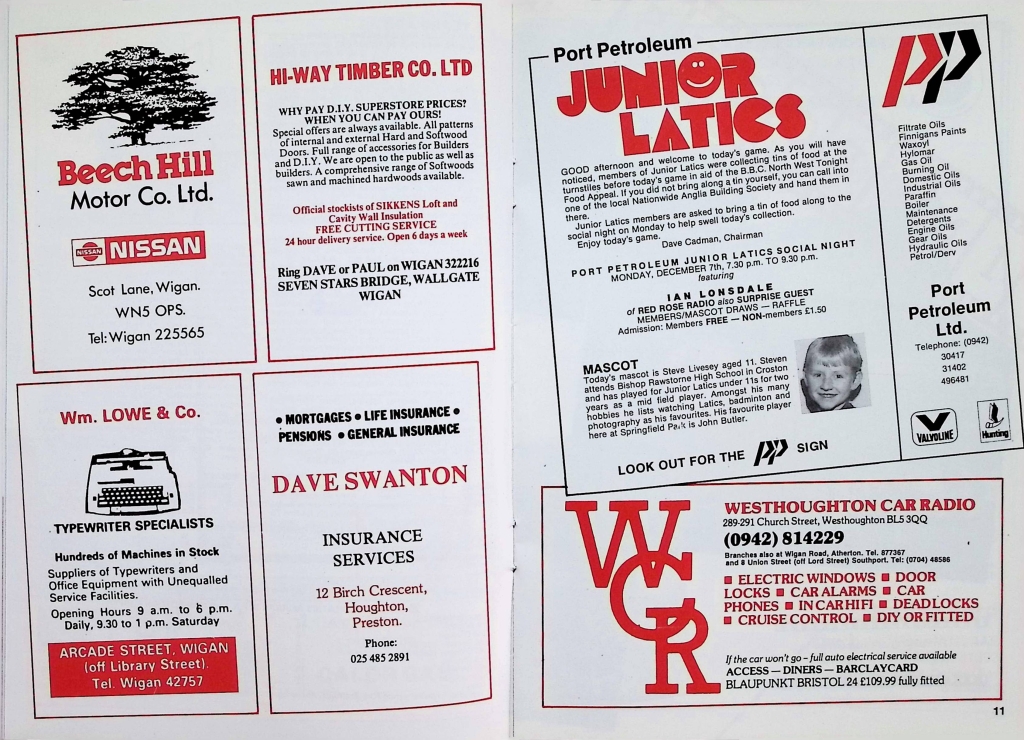 Beech Hill
Motor Co. Ltd.
NISSAN
NISSAN
Scot Lane, Wigan.
WN5 OPS.
Tel: Wigan 225565
HI-WAY TIMBER CO. LTD
WHY PAY D.I.Y. SUPERSTORE PRICES?
WHEN YOU CAN PAY OURS!
Special offers are always available. All patterns
of internal and external Hard and Softwood
Doors. Full range of accessories for Builders
and D.I.Y. We are open to the public as well as
builders. A comprehensive range of Softwoods
sawn and machined hardwoods available.
Official stockists of SIKKENS Loft and
Cavity Wall Insulation
FREE CUTTING SERVICE
24 hour delivery service. Open 6 days a week
Ring DAVE or PAUL on WIGAN 322216
SEVEN STARS BRIDGE, WALLGATE
WIGAN
Wm. LOWE & Co.
TYPEWRITER SPECIALISTS
Hundreds of Machines in Stock
Suppliers of Typewriters and
Office Equipment with Unequalled
Service Facilities.
Opening Hours 9 a.m. to 6 p.m.
Daily, 9.30 to 1 p.m. Saturday
ARCADE STREET, WIGAN
(off Library Street).
Tel. Wigan 42757
• MORTGAGES • LIFE INSURANCE •
PENSIONS • GENERAL INSURANCE
DAVE SWANTON
INSURANCE
SERVICES
12 Birch Crescent,
Houghton,
Preston.
Phone:
025 485 2891
Port Petroleum
JUNIOR
LATICS
GOOD afternoon and welcome to today's game. As you will have
noticed, members of Junior Latics were collecting tins of food at the
turnstiles before today's game in aid of the B.B.C. North West Tonight
Food Appeal. If you did not bring along a tin yourself, you can call into
one of the local Nationwide Anglia Building Society and hand them in
there.
Junior Latics members are asked to bring a tin of food along to the
social night on Monday to help swell today's collection.
Enjoy today's game.
Dave Cadman, Chairman
PORT PETROLEUM JUNIOR LATICS SOCIAL NIGHT
MONDAY, DECEMBER 7th, 7.30 p.m. TO 9.30 p.m.
featuring
IAN LONSDALE
of RED ROSE RADIO also SURPRISE GUEST
MEMBERS/MASCOT DRAWS — RAFFLE
Admission: Members FREE — NON-members £1.50
MASCOT
Today's mascot is Steve Livesey aged 11. Steven
attends Bishop Rawstorne High School in Croston
and has played for Junior Latics under 11s for two
years as a mid field player. Amongst his many
hobbies he lists watching Latics, badminton and
photography as his favourites. His favourite player
here at Springfield Park is John Butler.
LOOK OUT FOR THE PP SIGN
PP
Filtrate Oils
Finnigans Paints
Waxoyl
Hylomar
Gas Oil
Burning Oil
Domestic Oils
Industrial Oils
Paraffin
Boiler
Maintenance
Detergents
Engine Oils
Gear Oils
Hydraulic Oils
Petrol/Derv
Port
Petroleum
Ltd.
Telephone: (0942)
30417
31402
496481
VALVOLINE
Hunting
WCR
WESTHOUGHTON CAR RADIO
289-291 Church Street, Westhoughton BL5 3QQ
(0942) 814229
Branches also at Wigan Road, Atherton. Tel. 877367
and 8 Union Street (off Lord Street) Southport. Tel: (0704) 48586
■ ELECTRIC WINDOWS ■ DOOR
LOCKS ■ CAR ALARMS ■ CAR
PHONES ■ IN CAR HIFI ■ DEADLOCKS
■ CRUISE CONTROL ■ DIY OR FITTED
If the car won't go – full auto electrical service available
ACCESS — DINERS — BARCLAYCARD
BLAUPUNKT BRISTOL 24 £109.99 fully fitted
11